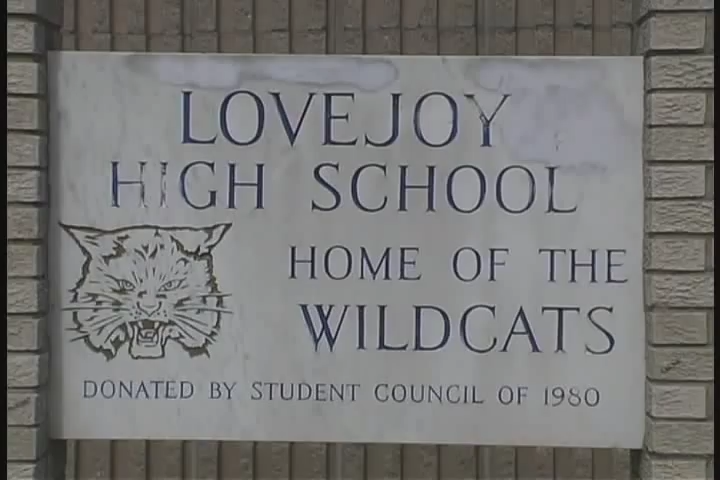 LOVEJOY
HIGH SCHOOL
HOME OF THE
WILDCATS
DONATED BY STUDENT COUNCIL OF 1980